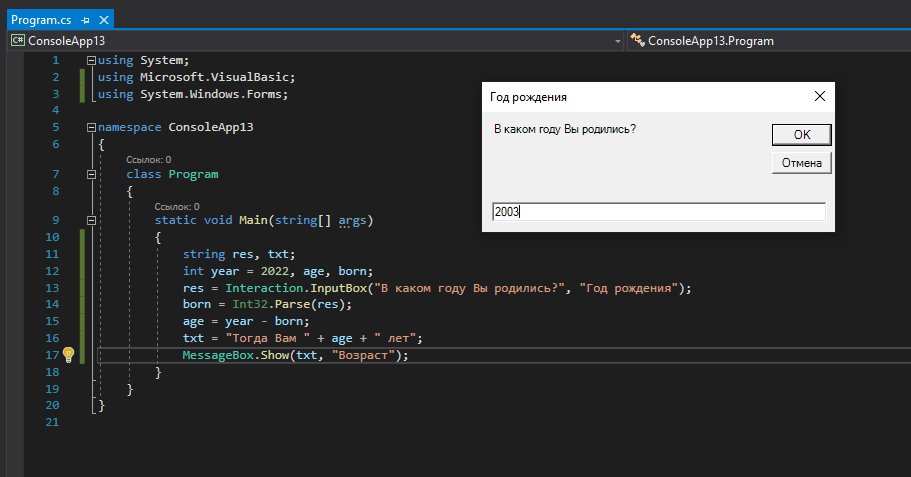 Program.cs
ConsoleApp13
ConsoleApp13.Program
1 using System;
2 using Microsoft.VisualBasic;
3 using System.Windows.Forms;
4
5 namespace ConsoleApp13
6 {
Ссылок: 0
7 class Program
8 {
Ссылок: 0
9 static void Main(string[] args)
10 {
11 string res, txt;
12 int year = 2022, age, born;
13 res = Interaction.InputBox("В каком году Вы родились?", "Год рождения");
14 born = Int32.Parse(res);
15 age = year - born;
16 txt = "Тогда Вам " + age + " лет";
17 MessageBox.Show(txt, "Возраст");
18 }
19 }
20 }
21
Год рождения
В каком году Вы родились?
OK
Отмена
2003